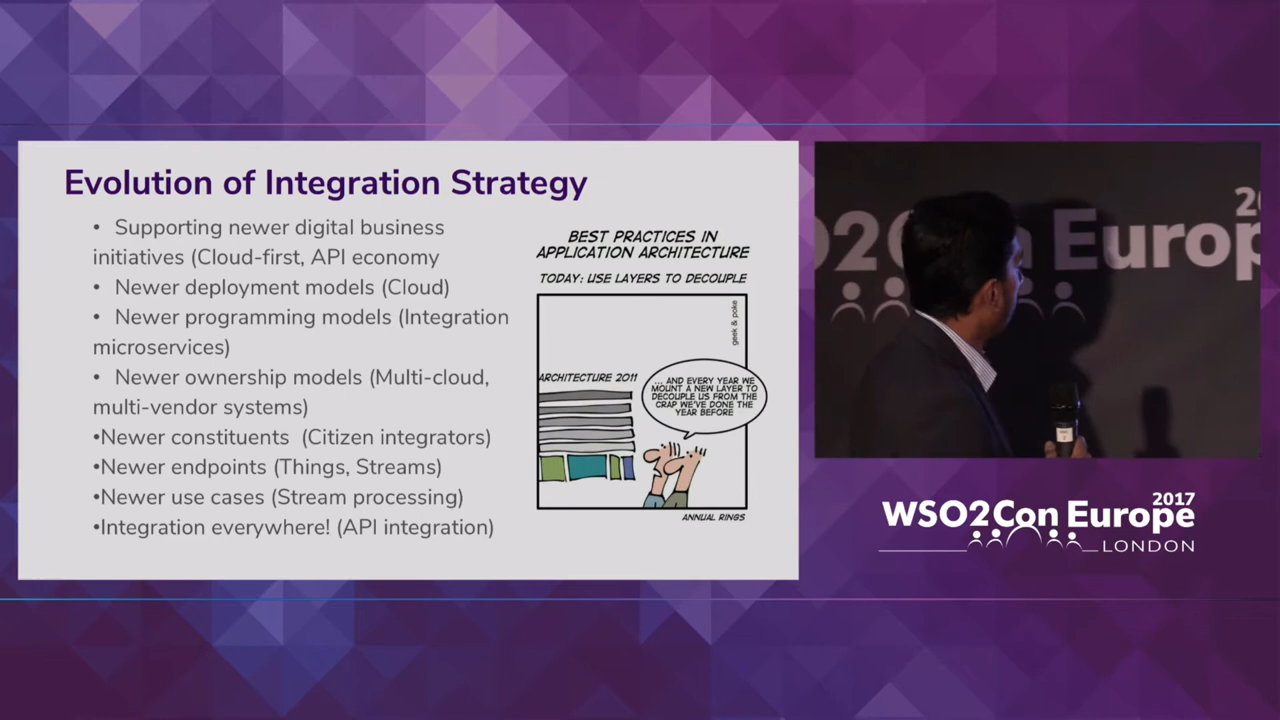 Evolution of Integration Strategy
• Supporting newer digital business
initiatives (Cloud-first, API economy
• Newer deployment models (Cloud)
• Newer programming models (Integration
microservices)
• Newer ownership models (Multi-cloud,
multi-vendor systems)
•Newer constituents (Citizen integrators)
•Newer endpoints (Things, Streams)
•Newer use cases (Stream processing)
•Integration everywhere! (API integration)
BEST PRACTICES IN
APPLICATION ARCHITECTURE
TODAY: USE LAYERS TO DECOUPLE
geek & poke
ARCHITECTURE 2011
... AND EVERY YEAR WE
MOUNT A NEW LAYER TO
DECOUPLE US FROM THE
CRAP WE'VE DONE THE
YEAR BEFORE
ANNUAL RINGS
20
O2C Europ
2017
WSO2Con Europe
LONDON